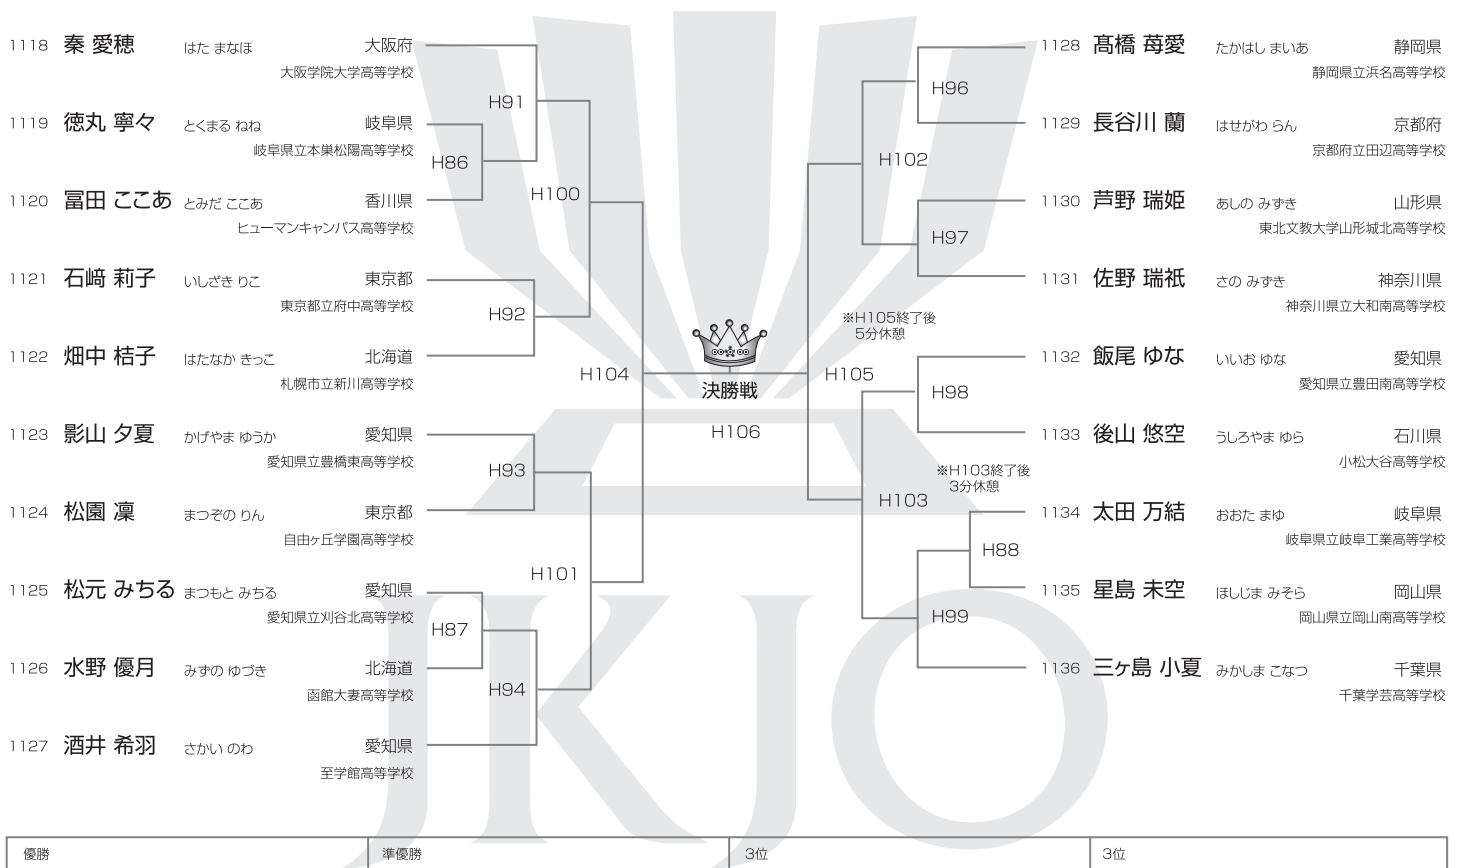 1118 秦 愛穂 はた まなほ 大阪府
大阪学院大学高等学校
1119 徳丸 寧々 とくまる ねね 岐阜県
岐阜県立本巣松陽高等学校
1120 冨田 ここあ とみだ ここあ 香川県
ヒューマンキャンパス高等学校
1121 石﨑 莉子 いしざき りこ 東京都
東京都立府中高等学校
1122 畑中 桔子 はたなか きっこ 北海道
札幌市立新川高等学校
1123 影山 夕夏 かげやま ゆうか 愛知県
愛知県立豊橋東高等学校
1124 松園 凜 まつぞの りん 東京都
自由ヶ丘学園高等学校
1125 松元 みちる まつもと みちる 愛知県
愛知県立刈谷北高等学校
1126 水野 優月 みずの ゆづき 北海道
函館大妻高等学校
1127 酒井 希羽 さかい のわ 愛知県
至学館高等学校
H91
H86
H100
H92
H104
H93
H101
H87
H94
決勝戦
H106
※H105終了後
5分休憩
H105
H96
H102
H97
H98
※H103終了後
3分休憩
H103
H88
H99
1128 髙橋 苺愛 たかはし まいあ 静岡県
静岡県立浜名高等学校
1129 長谷川 蘭 はせがわ らん 京都府
京都府立田辺高等学校
1130 芦野 瑞姫 あしの みずき 山形県
東北文教大学山形城北高等学校
1131 佐野 瑞祇 さの みずき 神奈川県
神奈川県立大和南高等学校
1132 飯尾 ゆな いいお ゆな 愛知県
愛知県立豊田南高等学校
1133 後山 悠空 うしろやま ゆら 石川県
小松大谷高等学校
1134 太田 万結 おおた まゆ 岐阜県
岐阜県立岐阜工業高等学校
1135 星島 未空 ほしじま みそら 岡山県
岡山県立岡山南高等学校
1136 三ヶ島 小夏 みかしま こなつ 千葉県
千葉学芸高等学校
JKJO
優勝 準優勝 3位 3位